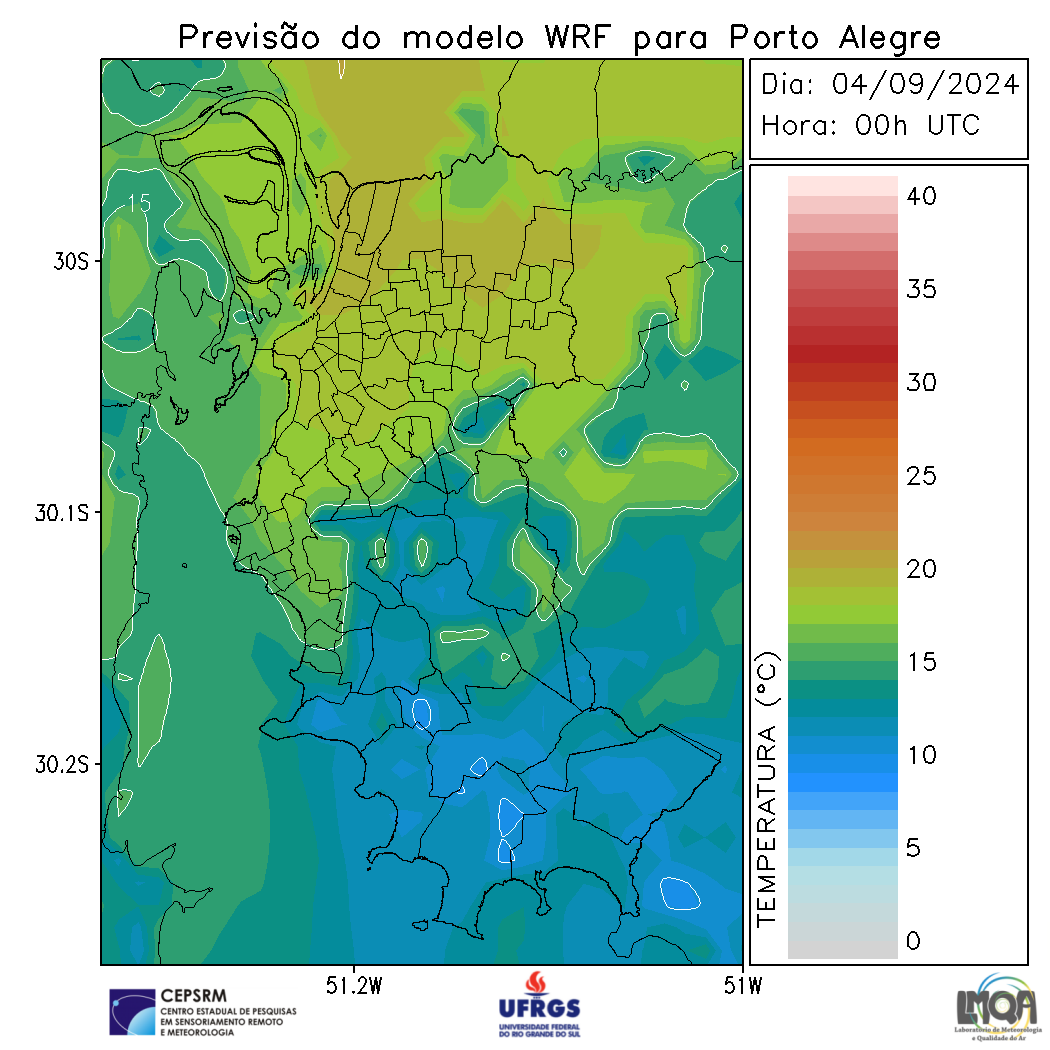 Previsão do modelo WRF para Porto Alegre
Dia: 04/09/2024
Hora: 00h UTC
15
30S
30.1S
30.2S
51.2W
51W
40
35
30
25
20
15
10
5
0
TEMPERATURA (°C)
CEPSRM
CENTRO ESTADUAL DE PESQUISAS
EM SENSORIAMENTO REMOTO
E METEOROLOGIA
UFRGS
UNIVERSIDADE FEDERAL
DO RIO GRANDE DO SUL
LMQA
Laboratório de Meteorologia
e Qualidade do Ar